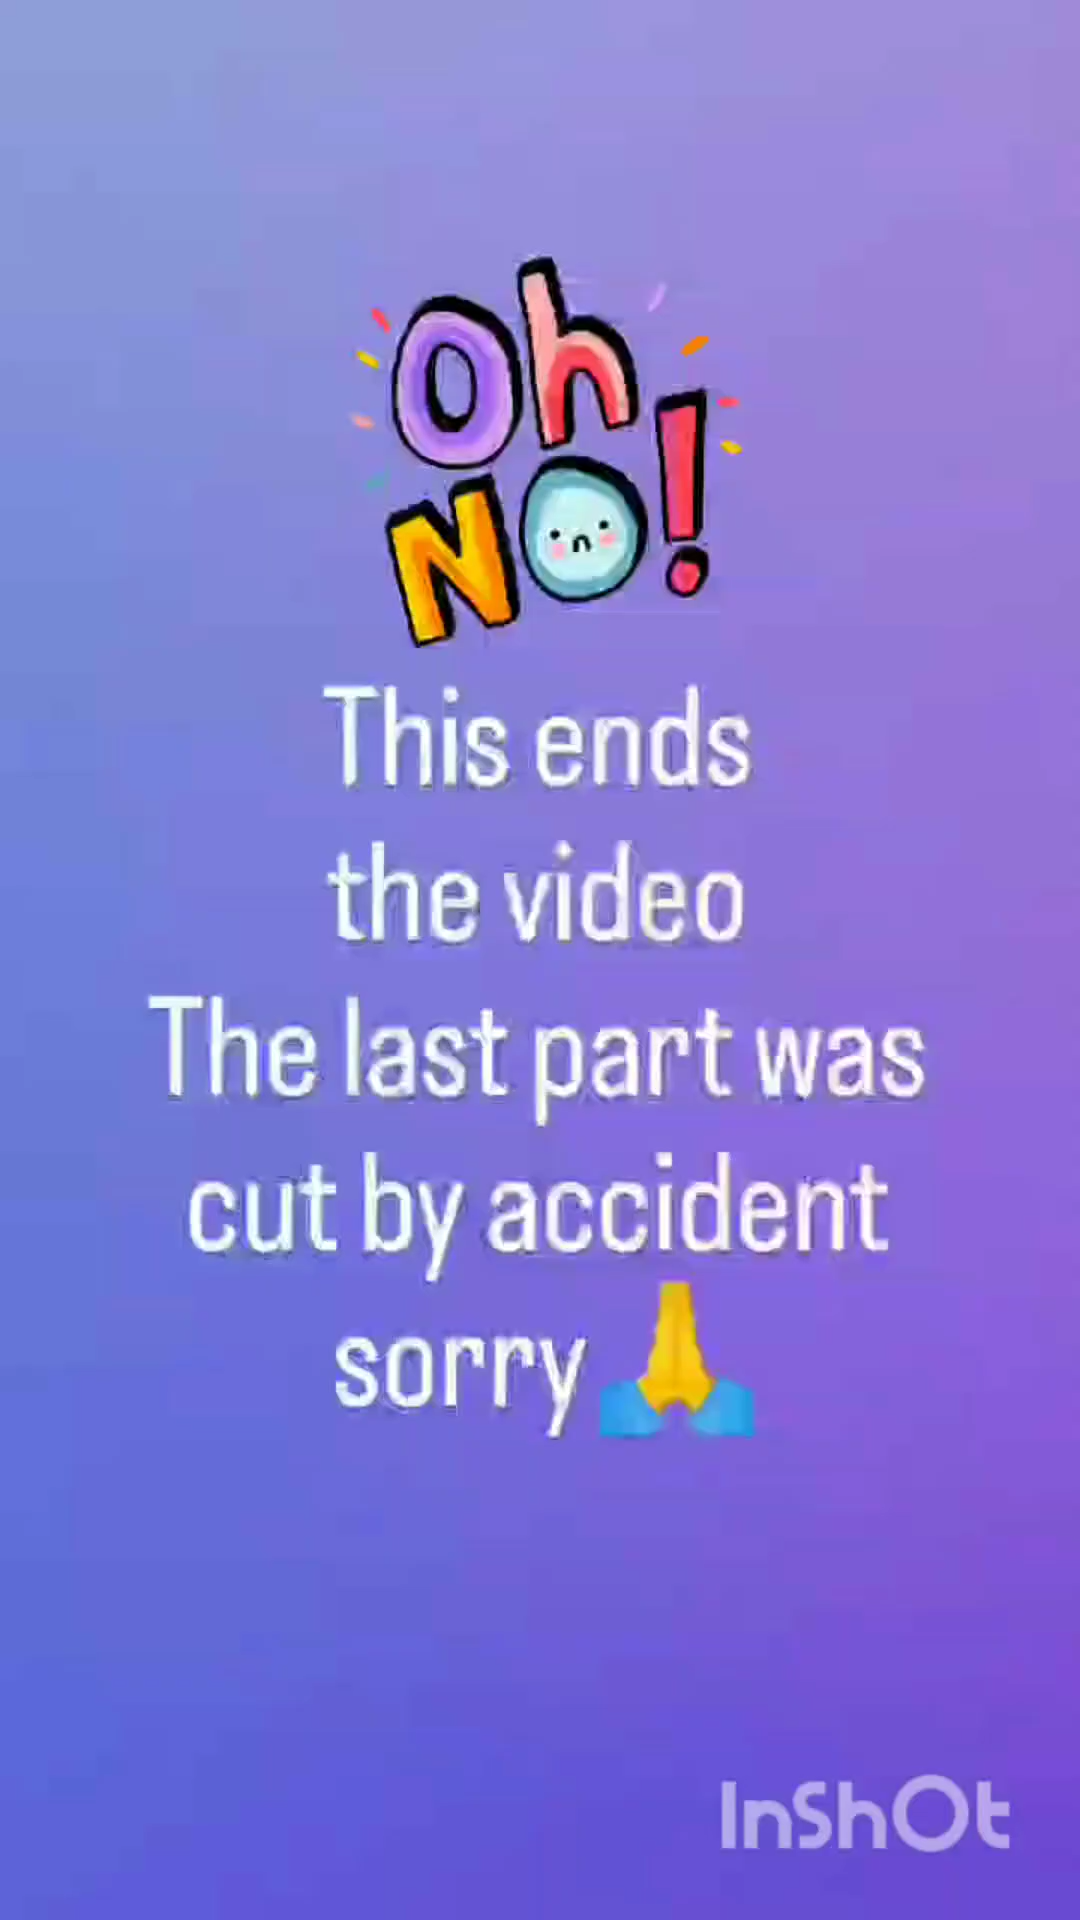 Oh
NO!
This ends
the video
The last part was
cut by accident
sorry🙏
InShOt